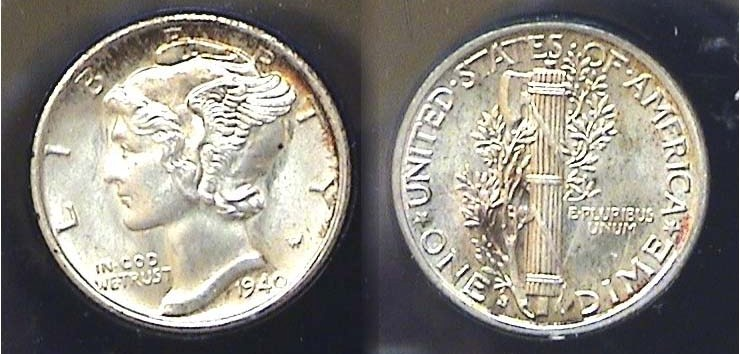 LIBERTY
IN GOD
WE TRUST
1940
UNITED·STATES·OF·AMERICA
E·PLURIBUS
UNUM
ONE DIME